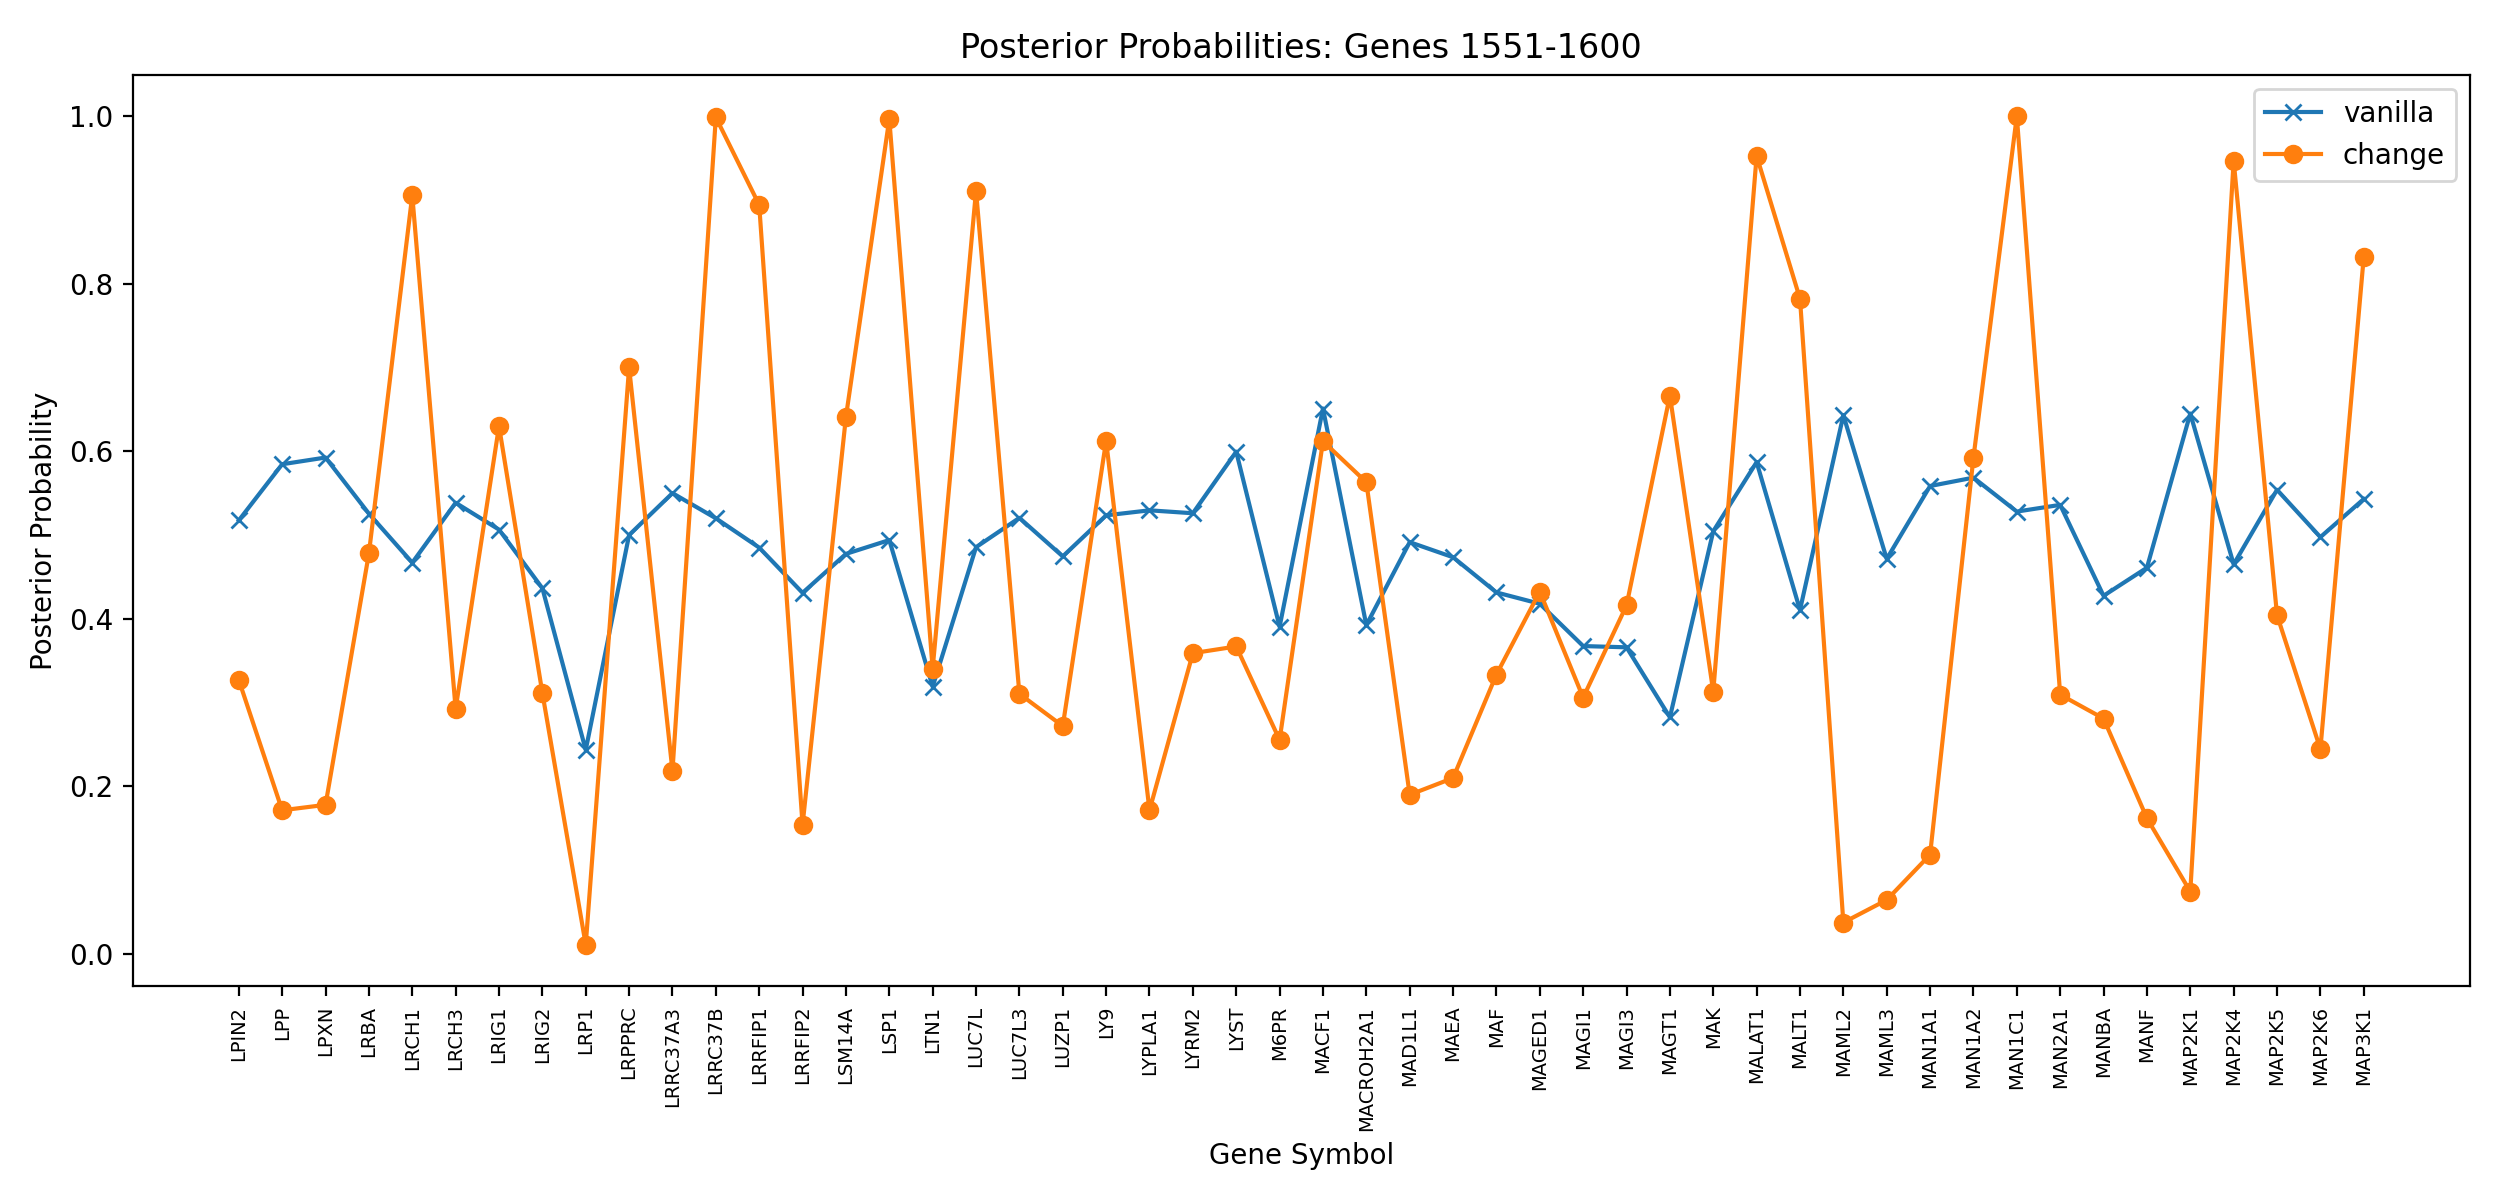 Posterior Probabilities: Genes 1551-1600
vanilla
change
Posterior Probability
1.0
0.8
0.6
0.4
0.2
0.0
LPIN2
LPP
LPXN
LRBA
LRCH1
LRCH3
LRIG1
LRIG2
LRP1
LRPPRC
LRRC37A3
LRRC37B
LRRFIP1
LRRFIP2
LSM14A
LSP1
LTN1
LUC7L
LUC7L3
LUZP1
LY9
LYPLA1
LYRM2
LYST
M6PR
MACF1
MACROH2A1
MAD1L1
MAEA
MAF
MAGED1
MAGI1
MAGI3
MAGT1
MAK
MALAT1
MALT1
MAML2
MAML3
MAN1A1
MAN1A2
MAN1C1
MAN2A1
MANBA
MANF
MAP2K1
MAP2K4
MAP2K5
MAP2K6
MAP3K1
Gene Symbol